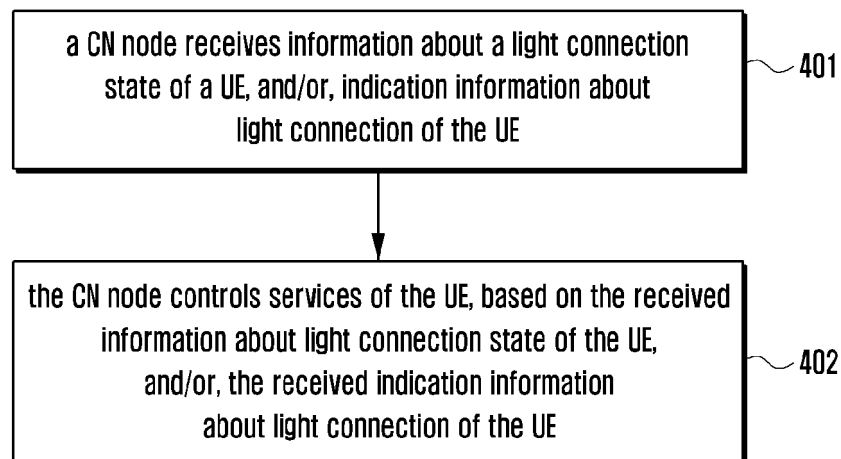 a CN node receives information about a light connection
state of a UE, and/or, indication information about
light connection of the UE
401
the CN node controls services of the UE, based on the received
information about light connection state of the UE,
and/or, the received indication information
about light connection of the UE
402